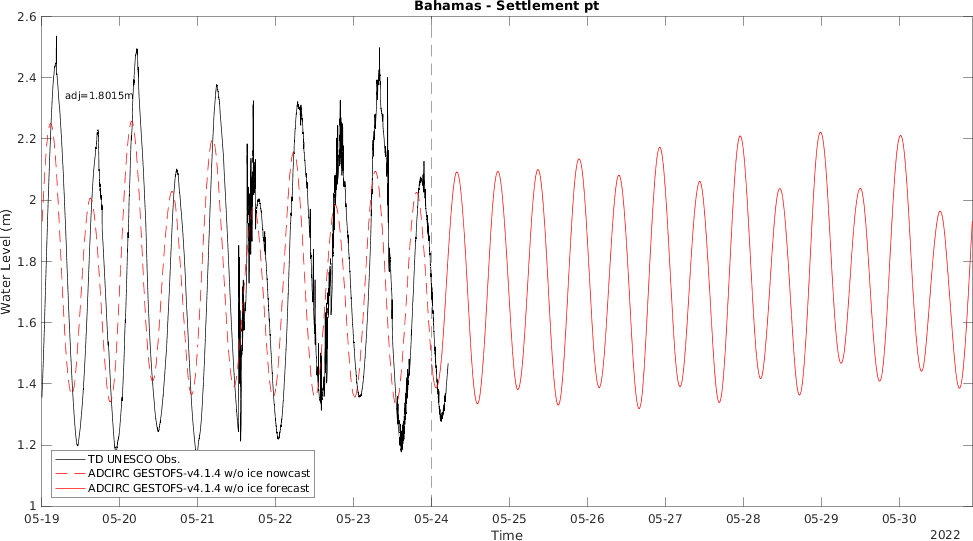 Bahamas - Settlement pt
2.6
2.4
adj=1.8015m
2.2
2
1.8
Water Level (m)
1.6
1.4
1.2
1
TD UNESCO Obs.
ADCIRC GESTOFS-v4.1.4 w/o ice nowcast
ADCIRC GESTOFS-v4.1.4 w/o ice forecast
05-19 05-20 05-21 05-22 05-23 05-24 05-25 05-26 05-27 05-28 05-29 05-30
Time
2022